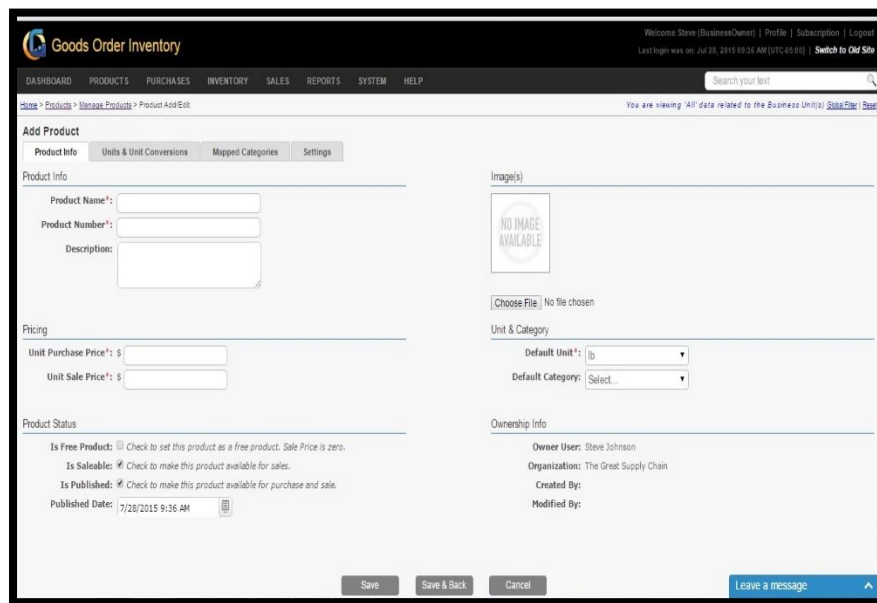 Welcome Steve (BusinessOwner) | Profile | Subscription | Logout
Goods Order Inventory
Last login was on: Jul 28, 2015 09:36 AM (UTC-05:00) | Switch to Old Site
DASHBOARD PRODUCTS PURCHASES INVENTORY SALES REPORTS SYSTEM HELP
Search your text
Home > Products > Manage Products > Product Add/Edit
You are viewing 'All' data related to the Business Unit(s) Global Filter | Reset
Add Product
Product Info Units & Unit Conversions Mapped Categories Settings
Product Info
Image(s)
Product Name*:
Product Number*:
Description:
NO IMAGE
AVAILABLE
Choose File No file chosen
Pricing
Unit & Category
Unit Purchase Price*: $
Default Unit*: lb
Unit Sale Price*: $
Default Category: Select...
Product Status
Ownership Info
Is Free Product: Check to set this product as a free product. Sale Price is zero.
Owner User: Steve Johnson
Is Saleable: Check to make this product available for sales.
Organization: The Great Supply Chain
Is Published: Check to make this product available for purchase and sale.
Created By:
Published Date: 7/28/2015 9:36 AM
Modified By:
Save Save & Back Cancel
Leave a message